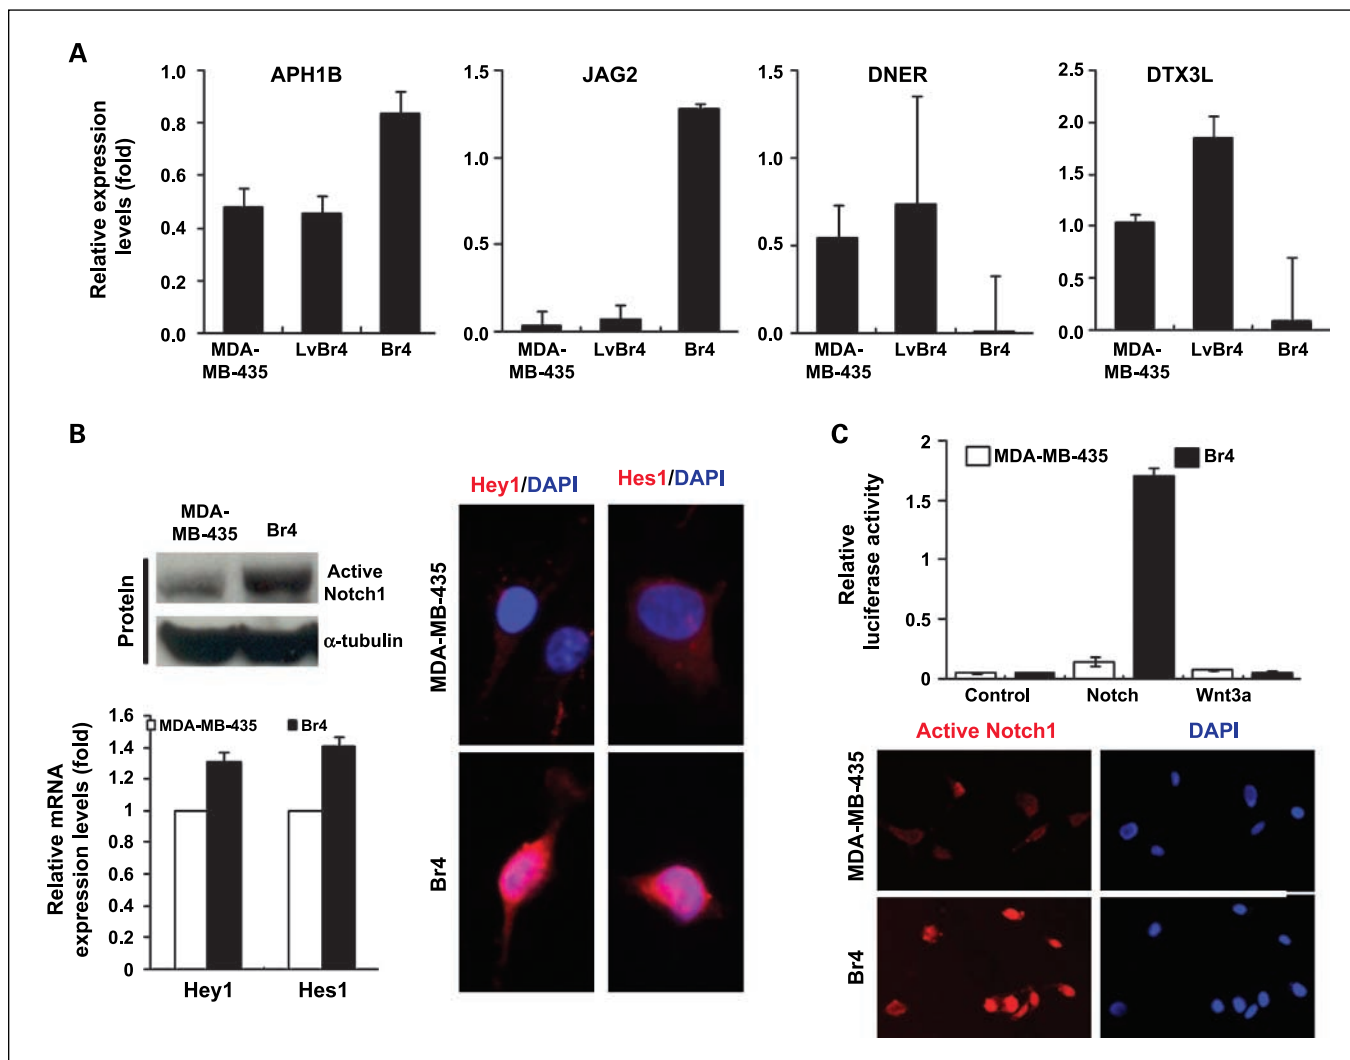 A
APH1B
JAG2
DNER
DTX3L
Relative expression
levels (fold)
1.0
0.8
0.6
0.4
0.2
0.0
MDA-
MB-435
LvBr4
Br4
1.5
1.0
0.5
0.0
MDA-
MB-435
LvBr4
Br4
1.5
1.0
0.5
0.0
MDA-
MB-435
LvBr4
Br4
2.5
2.0
1.5
1.0
0.5
0.0
MDA-
MB-435
LvBr4
Br4
B
MDA-
MB-435
Br4
Protein
Active
Notch1
α-tubulin
Relative mRNA
expression levels (fold)
1.6
1.4
1.2
1
0.8
0.6
0.4
0.2
0
MDA-MB-435
Br4
Hey1
Hes1
Hey1/DAPI
Hes1/DAPI
MDA-MB-435
Br4
C
Relative
luciferase activity
2
1.5
1
0.5
0
MDA-MB-435
Br4
Control
Notch
Wnt3a
Active Notch1
DAPI
MDA-MB-435
Br4